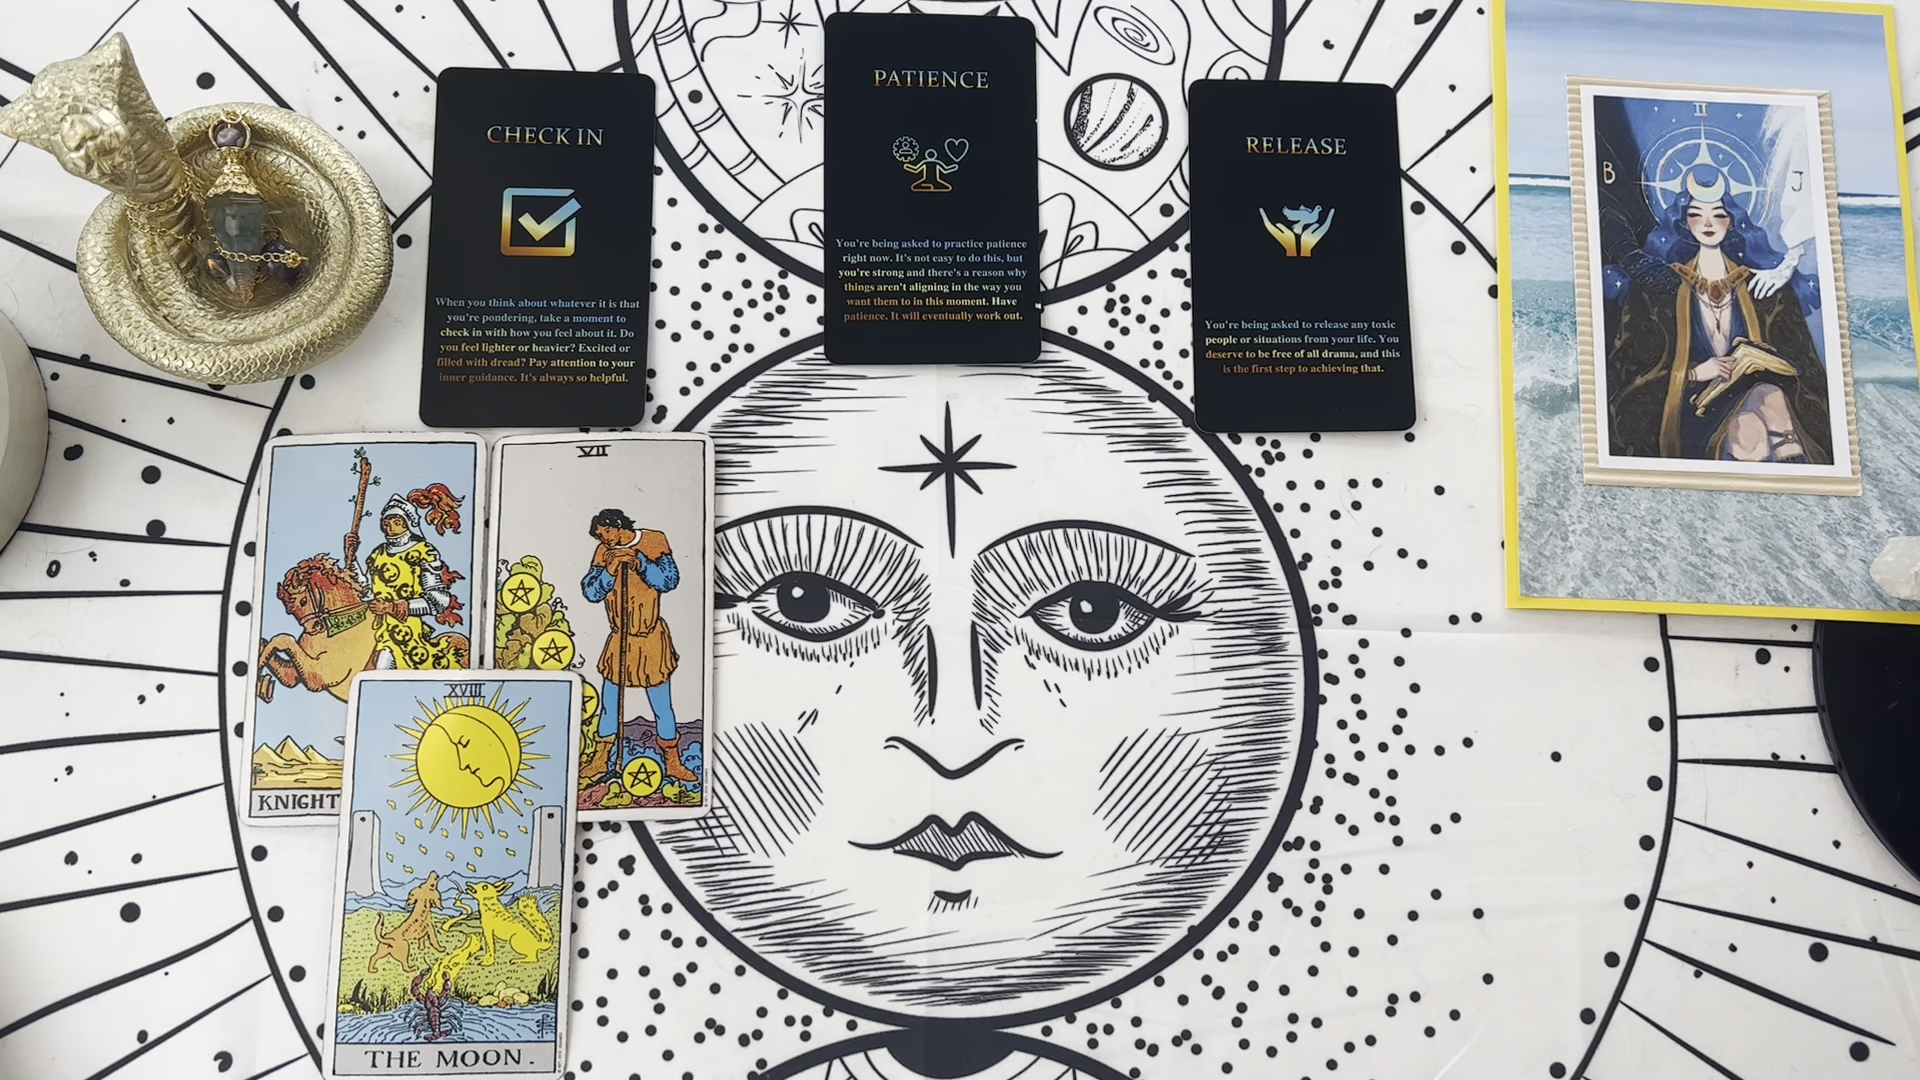 CHECK IN
When you think about whatever it is that
you're pondering, take a moment to
check in with how you feel about it. Do
you feel lighter or heavier? Excited or
filled with dread? Pay attention to your
inner guidance. It's always so helpful.
PATIENCE
You're being asked to practice patience
right now. It's not easy to do this, but
you're strong and there's a reason why
things aren't aligning in the way you
want them to in this moment. Have
patience. It will eventually work out.
RELEASE
You're being asked to release any toxic
people or situations from your life. You
deserve to be free of all drama, and this
is the first step to achieving that.
II
B
J
KNIGHT
VII
XVIII
THE MOON.